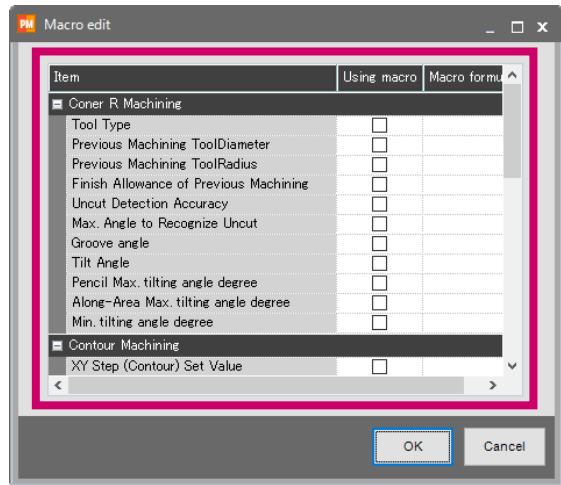 PM Macro edit
Item Using macro Macro formu
Coner R Machining
Tool Type
Previous Machining ToolDiameter
Previous Machining ToolRadius
Finish Allowance of Previous Machining
Uncut Detection Accuracy
Max. Angle to Recognize Uncut
Groove angle
Tilt Angle
Pencil Max. tilting angle degree
Along-Area Max. tilting angle degree
Min. tilting angle degree
Contour Machining
XY Step (Contour) Set Value
OK Cancel